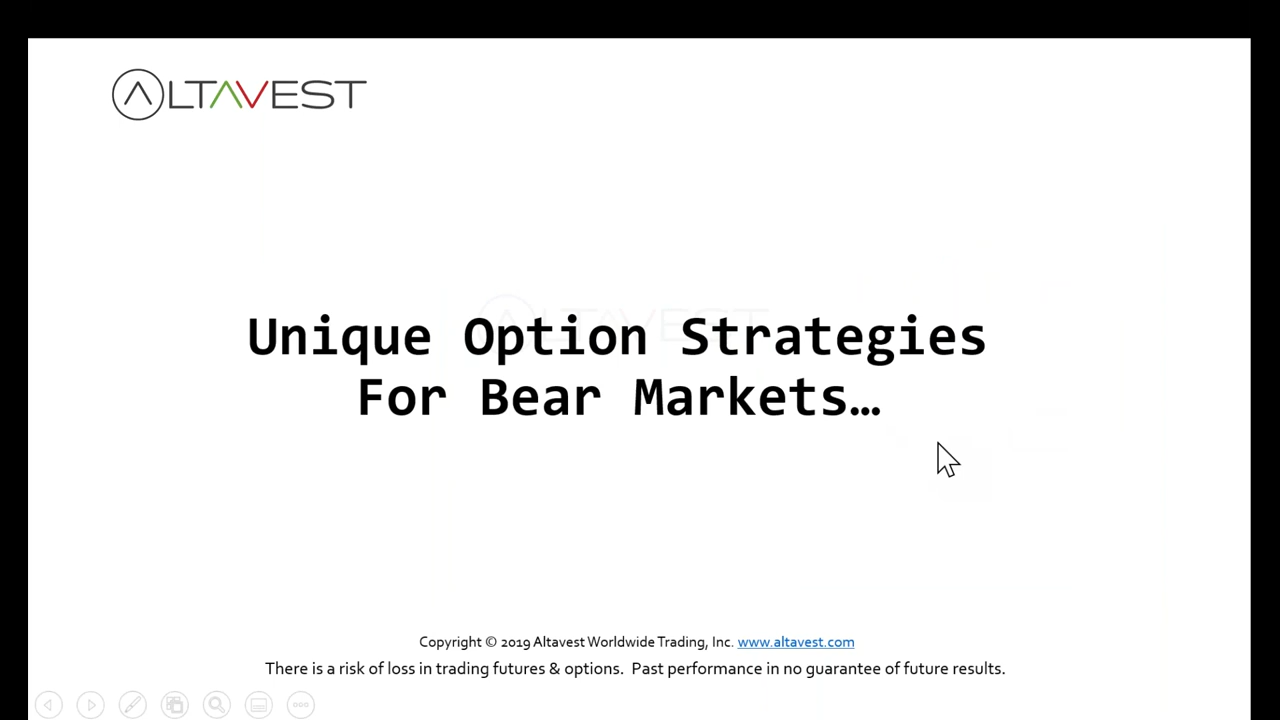 ALTAVEST
Unique Option Strategies
For Bear Markets…
Copyright © 2019 Altavest Worldwide Trading, Inc. www.altavest.com
There is a risk of loss in trading futures & options.  Past performance in no guarantee of future results.